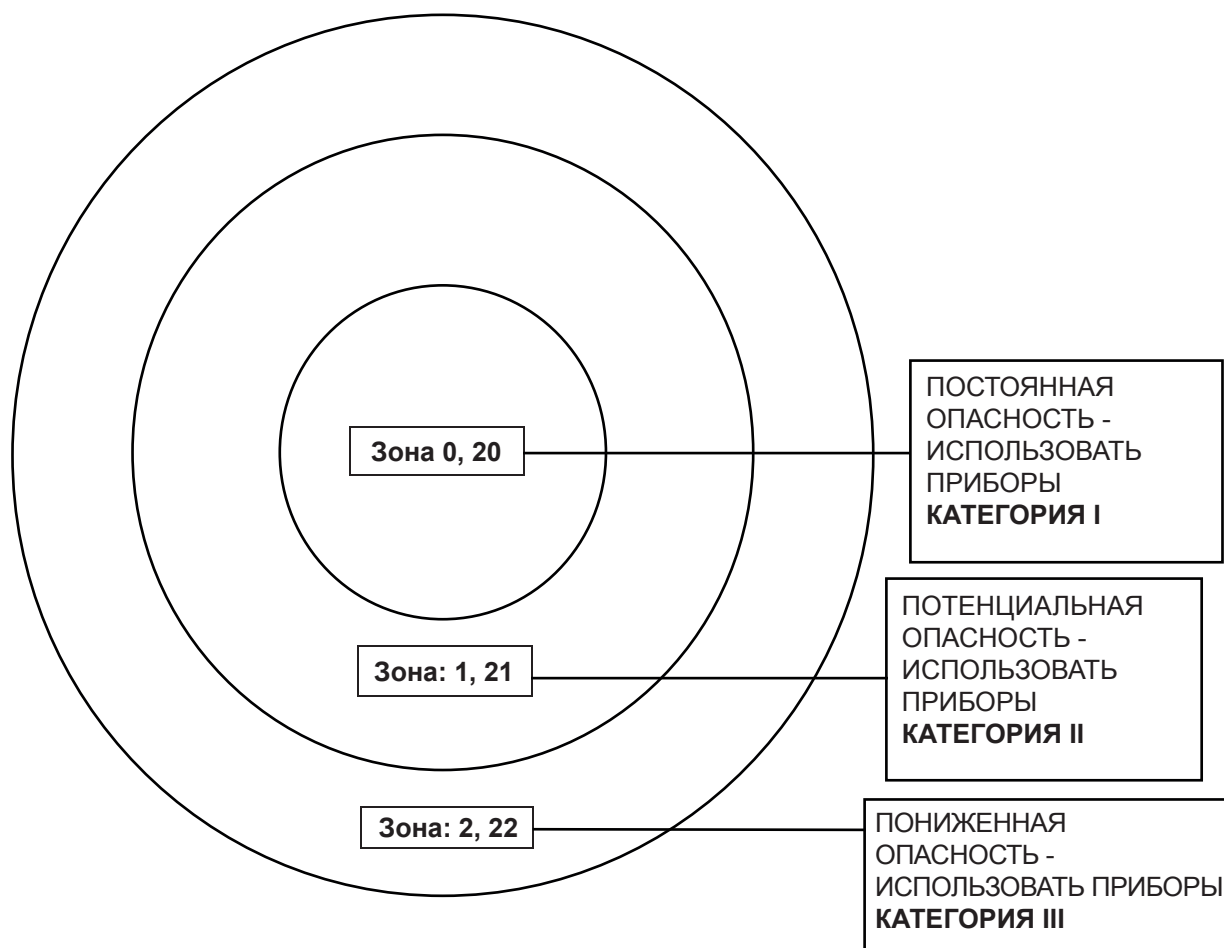 Зона 0, 20
ПОСТОЯННАЯ
ОПАСНОСТЬ -
ИСПОЛЬЗОВАТЬ
ПРИБОРЫ
КАТЕГОРИЯ I
Зона: 1, 21
ПОТЕНЦИАЛЬНАЯ
ОПАСНОСТЬ -
ИСПОЛЬЗОВАТЬ
ПРИБОРЫ
КАТЕГОРИЯ II
Зона: 2, 22
ПОНИЖЕННАЯ
ОПАСНОСТЬ -
ИСПОЛЬЗОВАТЬ ПРИБОРЫ
КАТЕГОРИЯ III